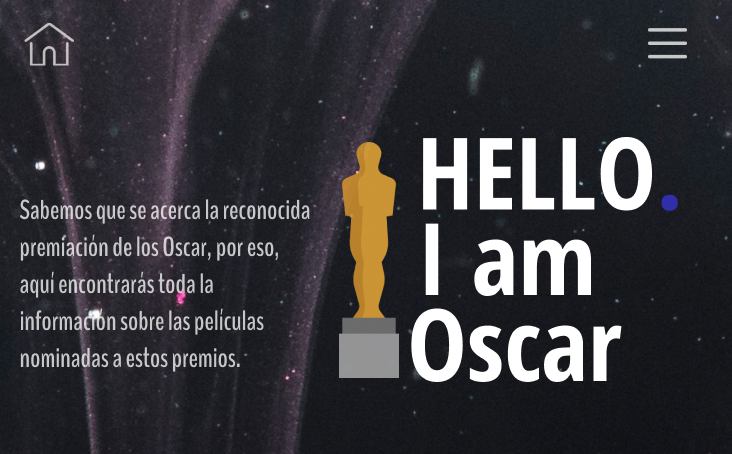 Sabemos que se acerca la reconocida
premíación de los Oscar, por eso,
aquí encontrarás toda la
información sobre las películas
nominadas a estos premios.
HELLO.
I am
Oscar